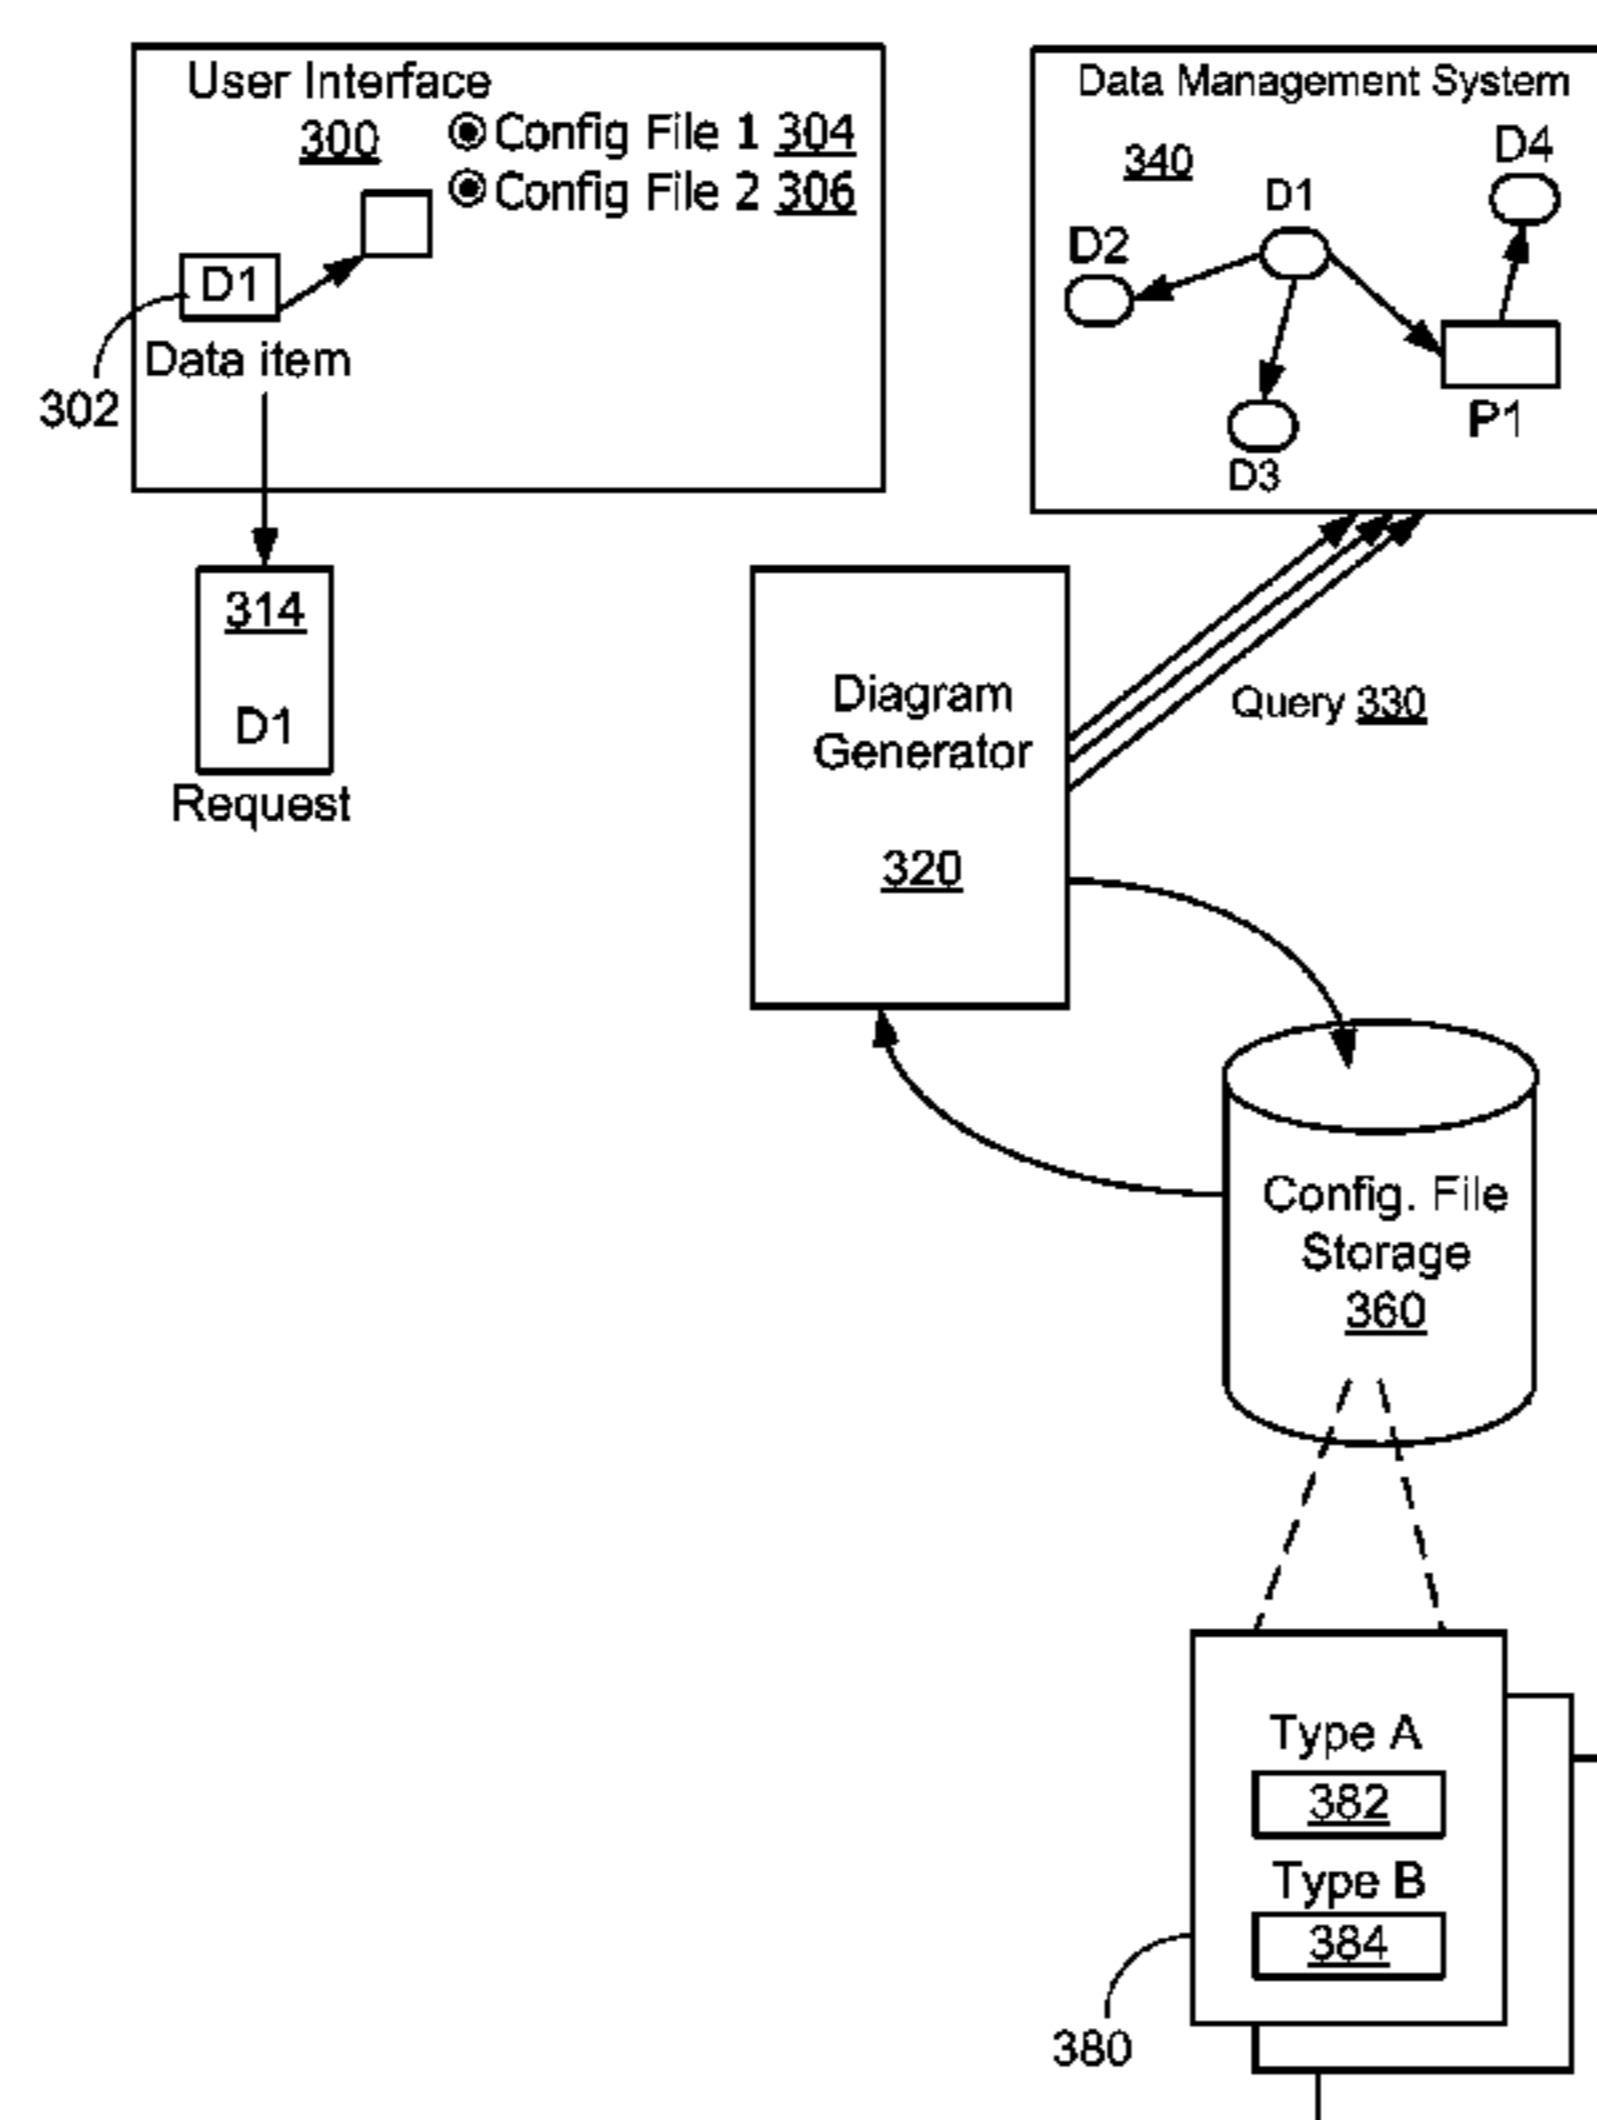 User Interface
300
Config File 1 304
Config File 2 306
D1
Data item
302
314
D1
Request
Data Management System
340
D4
D1
D2
P1
D3
Diagram
Generator
320
Query 330
Config. File
Storage
360
Type A
382
Type B
384
380